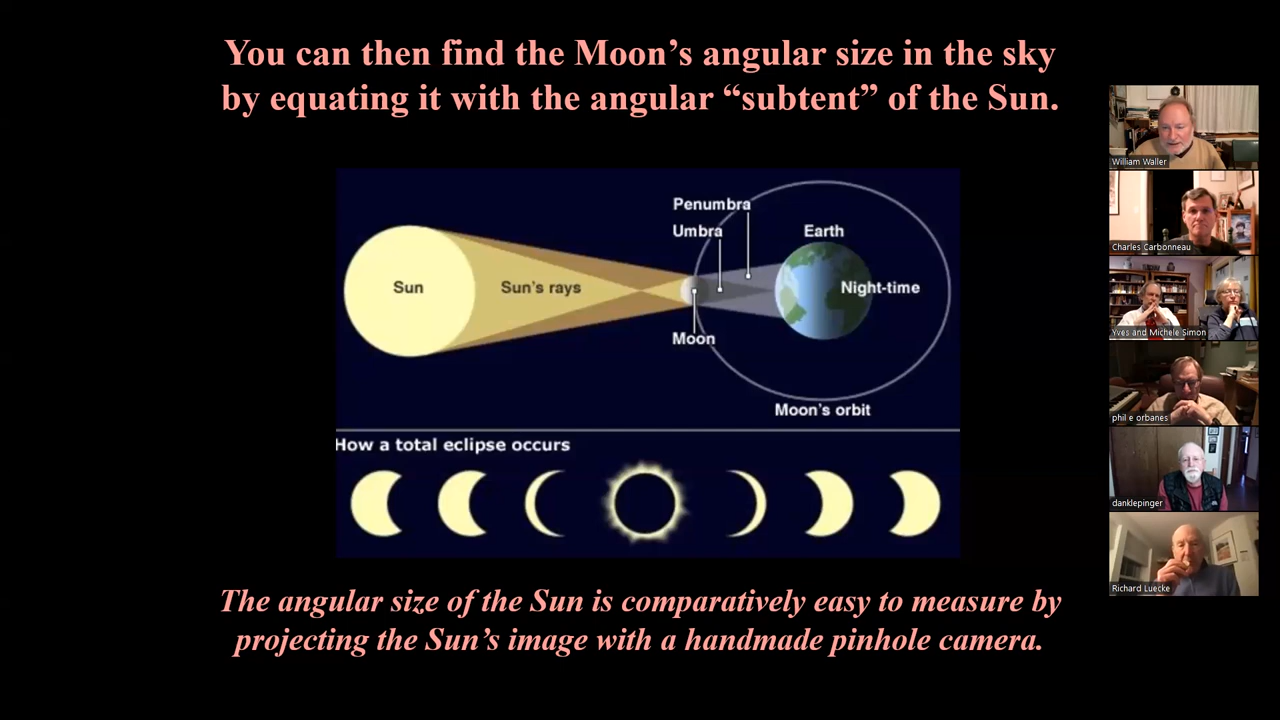 You can then find the Moon’s angular size in the sky
by equating it with the angular “subtent” of the Sun.
Penumbra
Umbra
Earth
Sun
Sun’s rays
Night-time
Moon
Moon’s orbit
How a total eclipse occurs
The angular size of the Sun is comparatively easy to measure by
projecting the Sun’s image with a handmade pinhole camera.
William Waller
Charles Carbonneau
Yves and Michele Simon
phil e orbanes
danklepinger
Richard Luecke